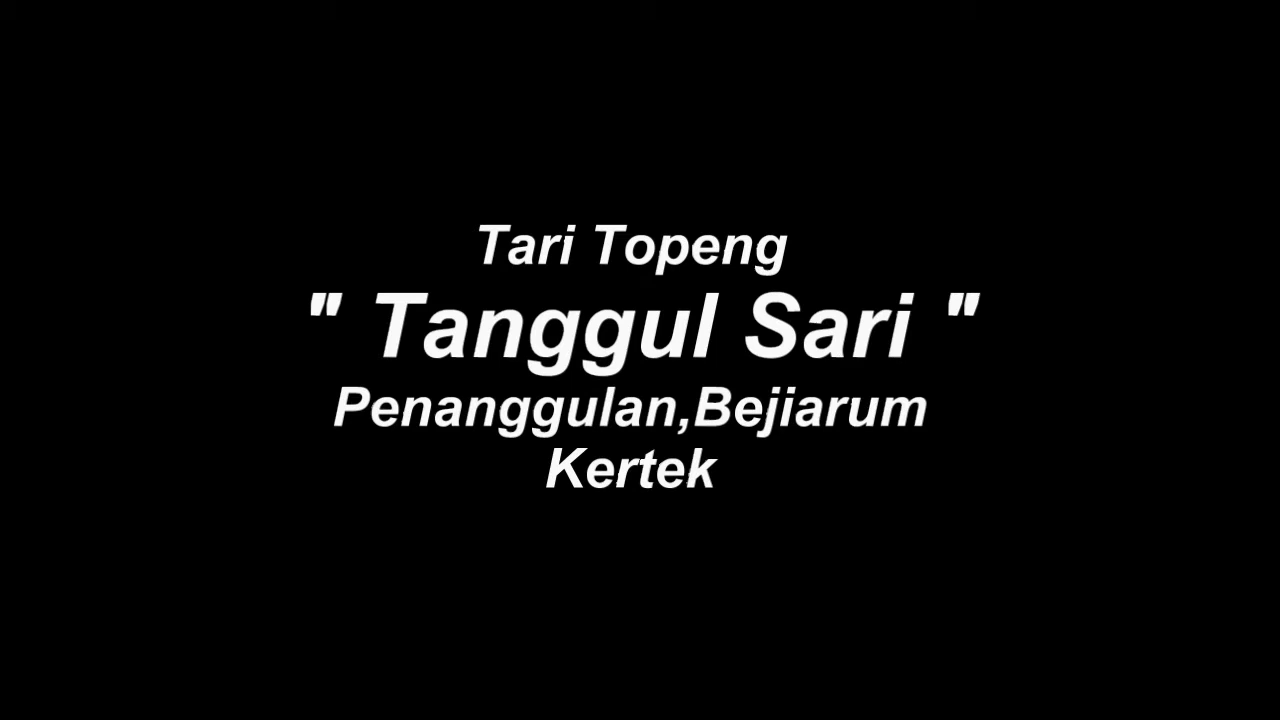 Tari Topeng
" Tanggul Sari "
Penanggulan,Bejiarum
Kertek